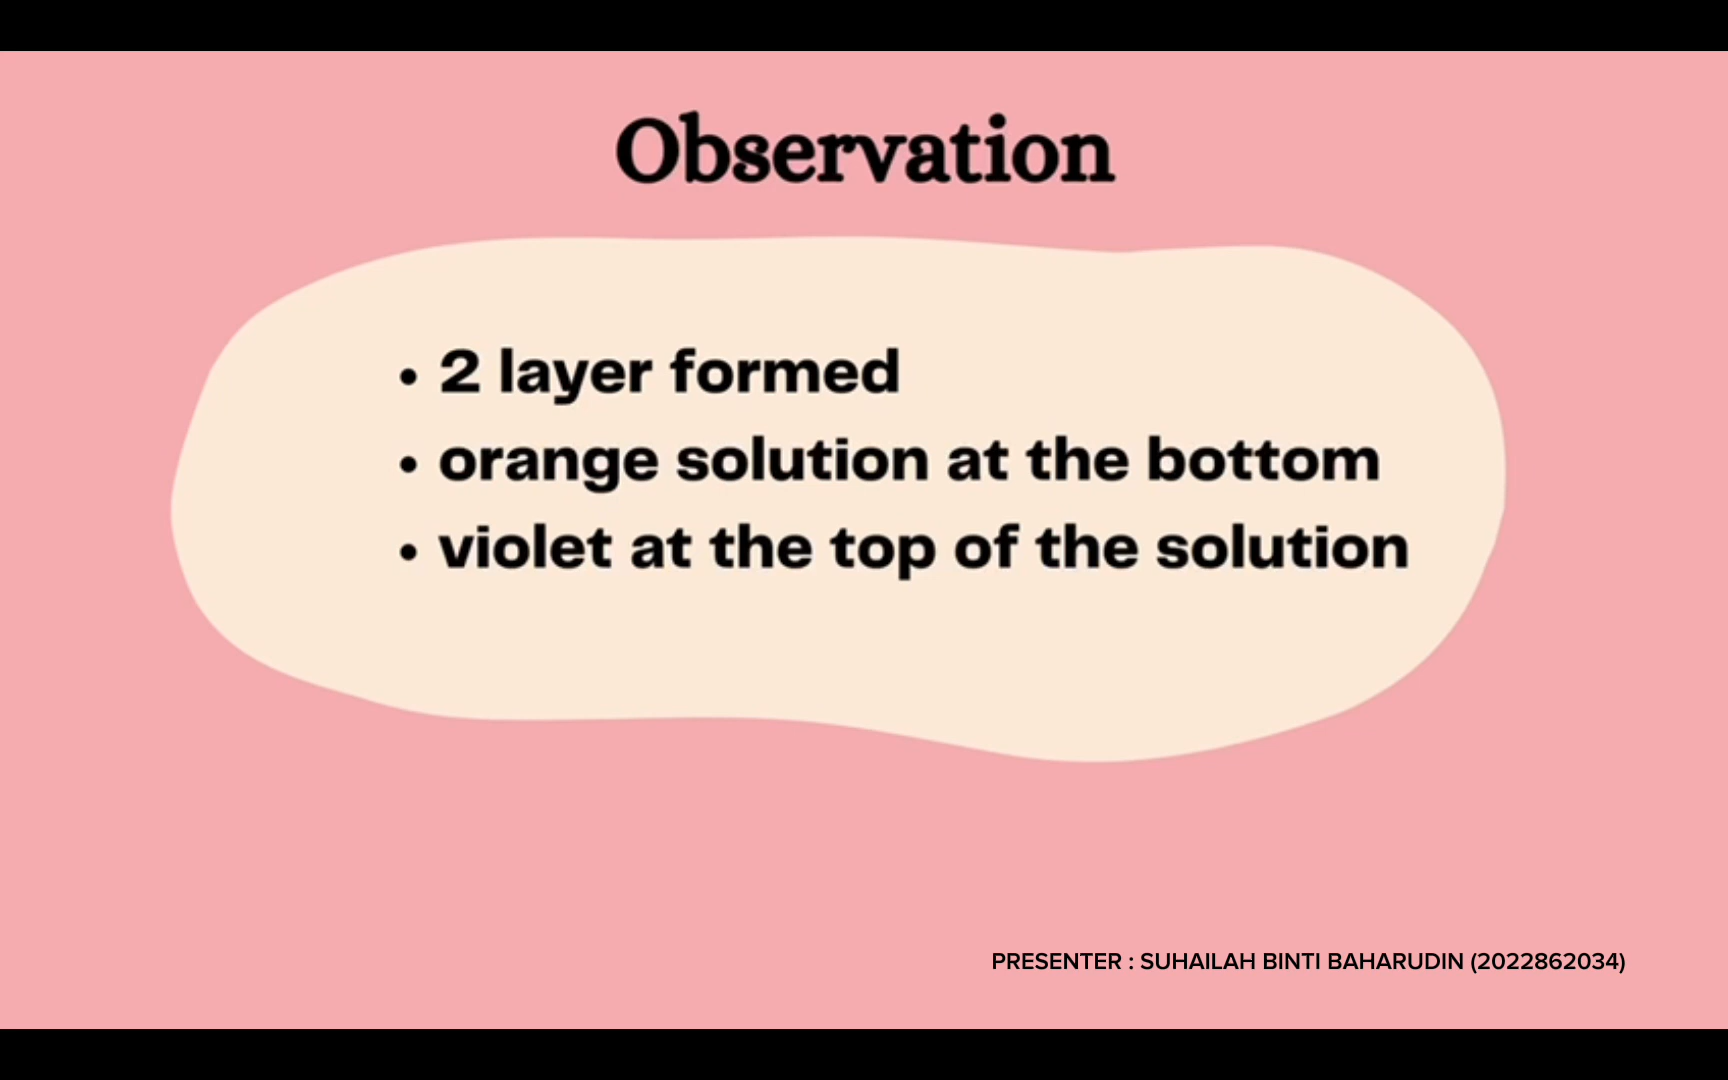 Observation
• 2 layer formed
• orange solution at the bottom
• violet at the top of the solution
PRESENTER : SUHAILAH BINTI BAHARUDIN (2022862034)